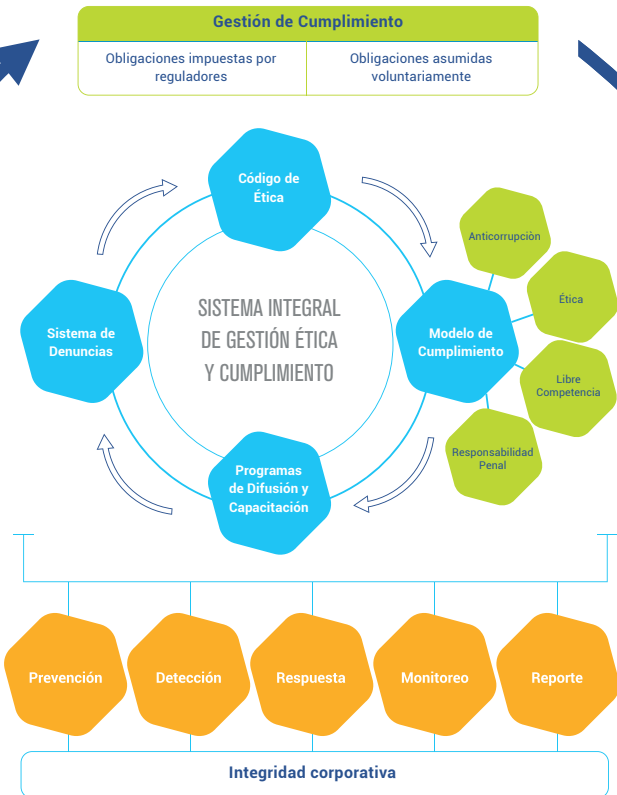 Gestión de Cumplimiento
Obligaciones impuestas por
reguladores
Obligaciones asumidas
voluntariamente
Código de
Ética
Anticorrupciòn
Ética
SISTEMA INTEGRAL
DE GESTIÓN ÉTICA
Y CUMPLIMIENTO
Sistema de
Denuncias
Modelo de
Cumplimiento
Libre
Competencia
Responsabilidad
Penal
Programas
de Difusión y
Capacitación
Prevención
Detección
Respuesta
Monitoreo
Reporte
Integridad corporativa